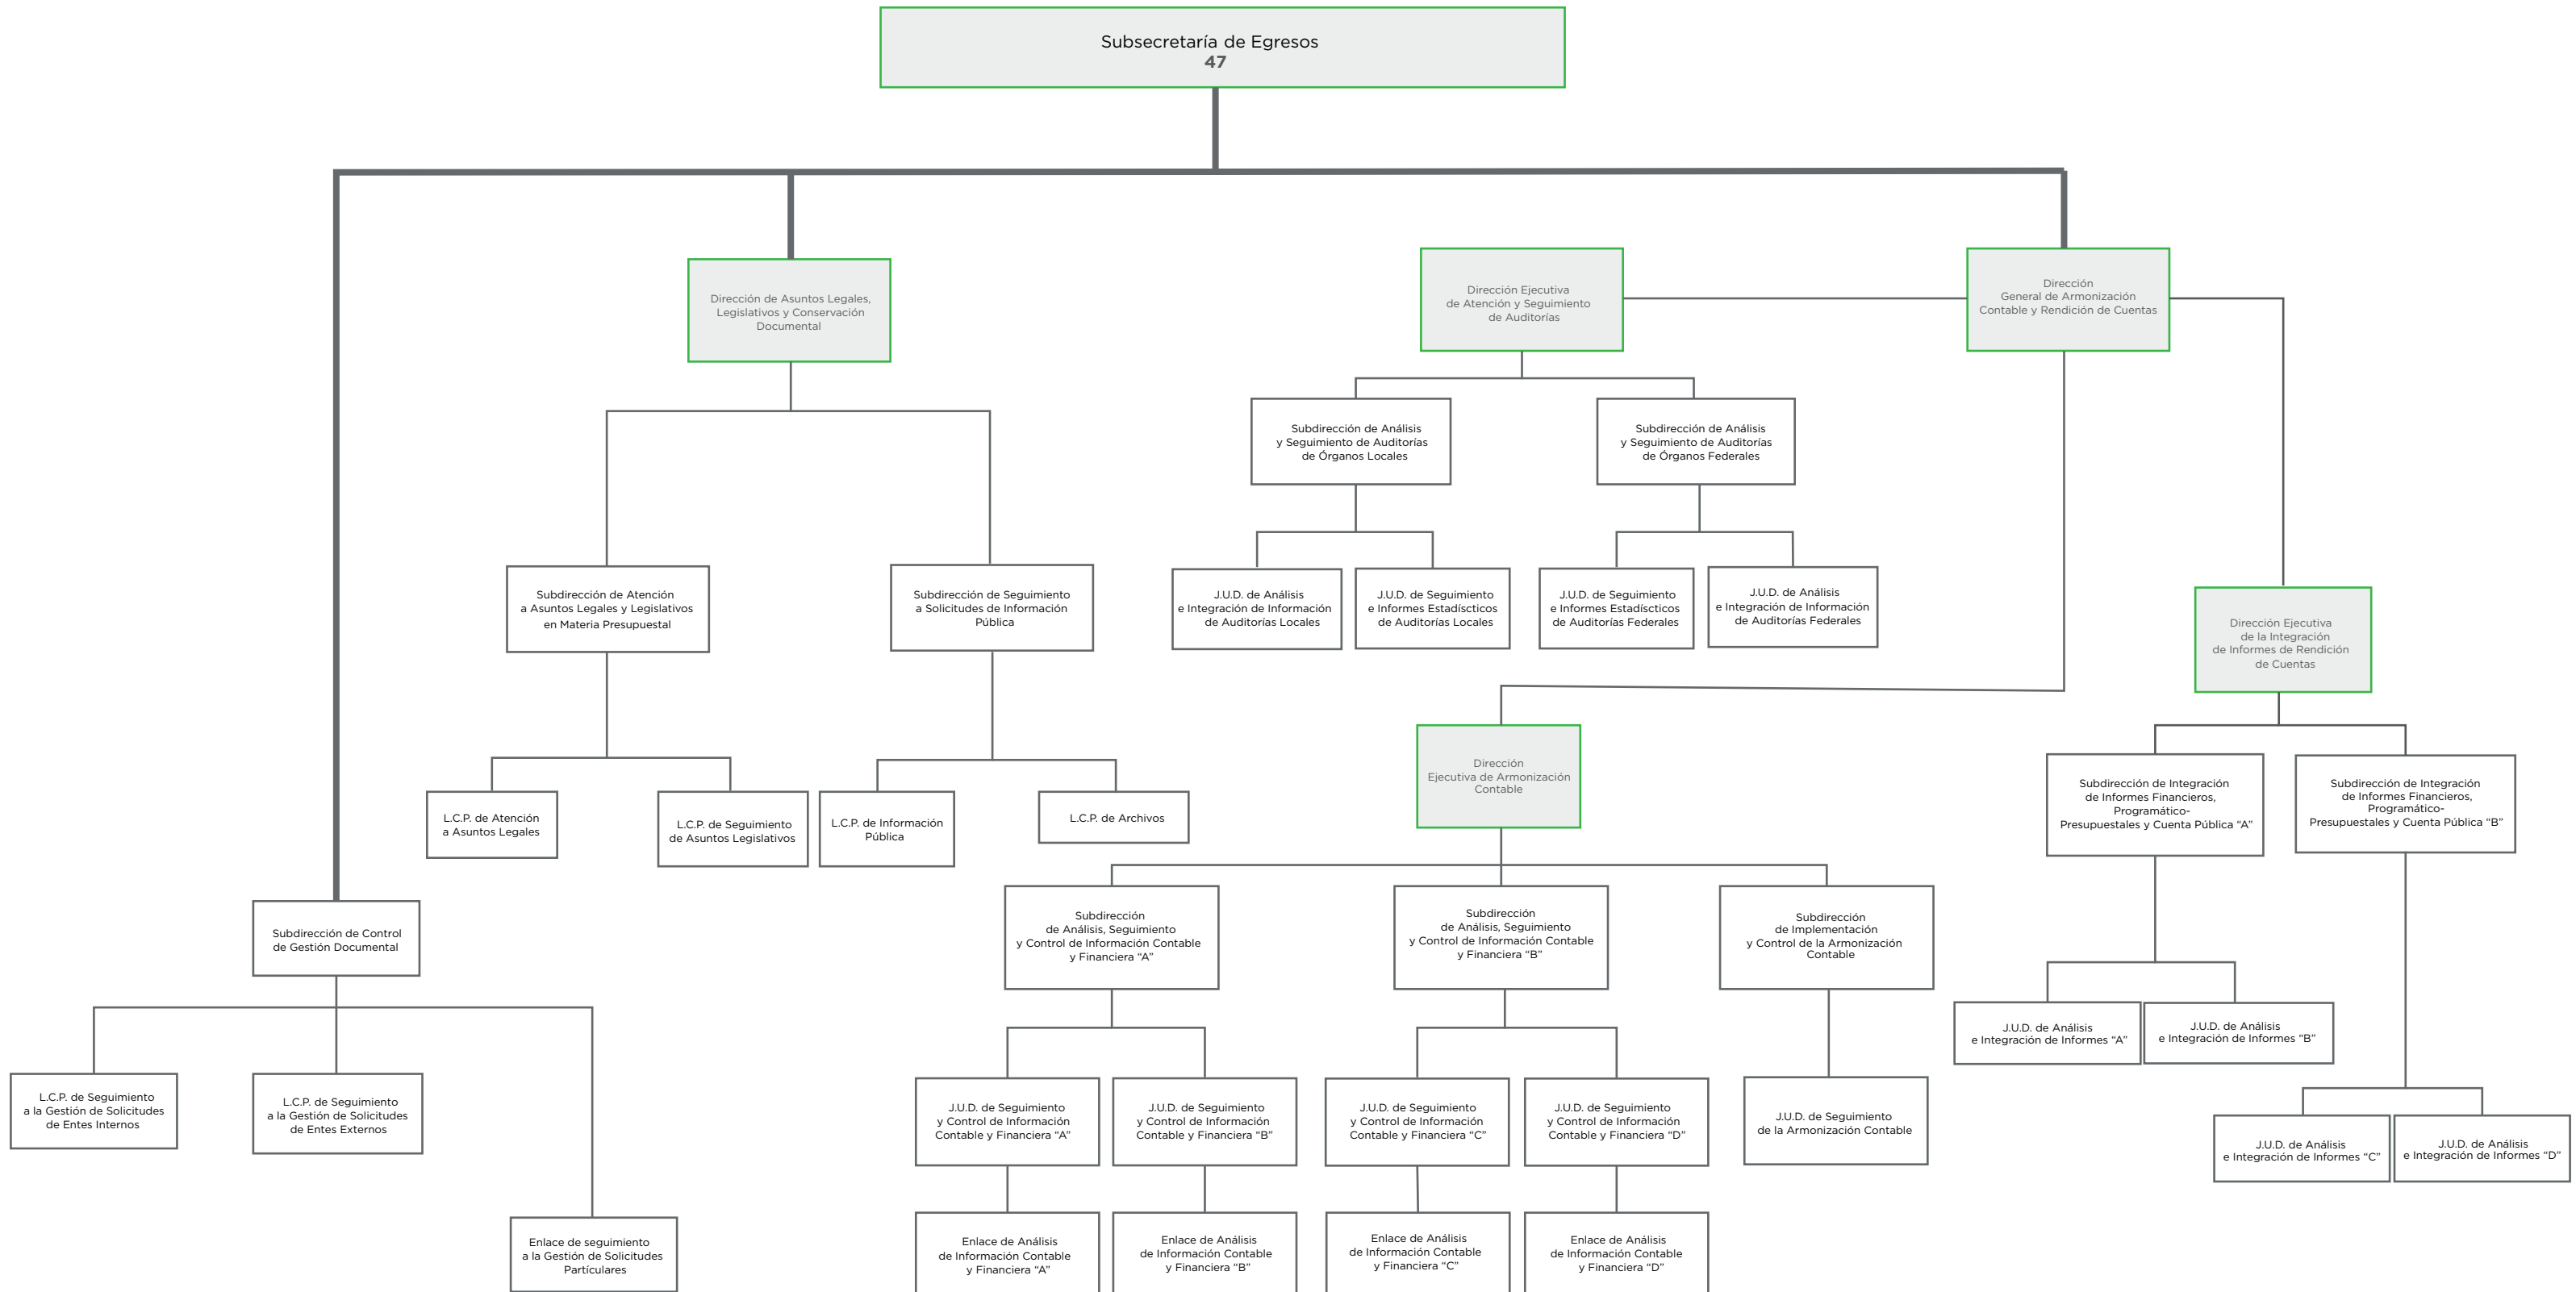 Subsecretaría de Egresos
47
Dirección de Asuntos Legales,
Legislativos y Conservación
Documental
Dirección Ejecutiva
de Atención y Seguimiento
de Auditorías
Dirección
General de Armonización
Contable y Rendición de Cuentas
Subdirección de Análisis
y Seguimiento de Auditorías
de Órganos Locales
Subdirección de Análisis
y Seguimiento de Auditorías
de Órganos Federales
Subdirección de Atención
a Asuntos Legales y Legislativos
en Materia Presupuestal
Subdirección de Seguimiento
a Solicitudes de Información
Pública
J.U.D. de Análisis
e Integración de Información
de Auditorías Locales
J.U.D. de Seguimiento
e Informes Estadíscticos
de Auditorías Locales
J.U.D. de Seguimiento
e Informes Estadíscticos
de Auditorías Federales
J.U.D. de Análisis
e Integración de Información
de Auditorías Federales
Dirección Ejecutiva
de la Integración
de Informes de Rendición
de Cuentas
Dirección
Ejecutiva de Armonización
Contable
Subdirección de Integración
de Informes Financieros,
Programático-
Presupuestales y Cuenta Pública “A”
Subdirección de Integración
de Informes Financieros,
Programático-
Presupuestales y Cuenta Pública “B”
L.C.P. de Atención
a Asuntos Legales
L.C.P. de Seguimiento
de Asuntos Legislativos
L.C.P. de Información
Pública
L.C.P. de Archivos
Subdirección de Control
de Gestión Documental
Subdirección
de Análisis, Seguimiento
y Control de Información Contable
y Financiera “A”
Subdirección
de Análisis, Seguimiento
y Control de Información Contable
y Financiera “B”
Subdirección
de Implementación
y Control de la Armonización
Contable
J.U.D. de Análisis
e Integración de Informes “A”
J.U.D. de Análisis
e Integración de Informes “B”
L.C.P. de Seguimiento
a la Gestión de Solicitudes
de Entes Internos
L.C.P. de Seguimiento
a la Gestión de Solicitudes
de Entes Externos
J.U.D. de Seguimiento
y Control de Información
Contable y Financiera “A”
J.U.D. de Seguimiento
y Control de Información
Contable y Financiera “B”
J.U.D. de Seguimiento
y Control de Información
Contable y Financiera “C”
J.U.D. de Seguimiento
y Control de Información
Contable y Financiera “D”
J.U.D. de Seguimiento
de la Armonización Contable
J.U.D. de Análisis
e Integración de Informes “C”
J.U.D. de Análisis
e Integración de Informes “D”
Enlace de seguimiento
a la Gestión de Solicitudes
Partículares
Enlace de Análisis
de Información Contable
y Financiera “A”
Enlace de Análisis
de Información Contable
y Financiera “B”
Enlace de Análisis
de Información Contable
y Financiera “C”
Enlace de Análisis
de Información Contable
y Financiera “D”